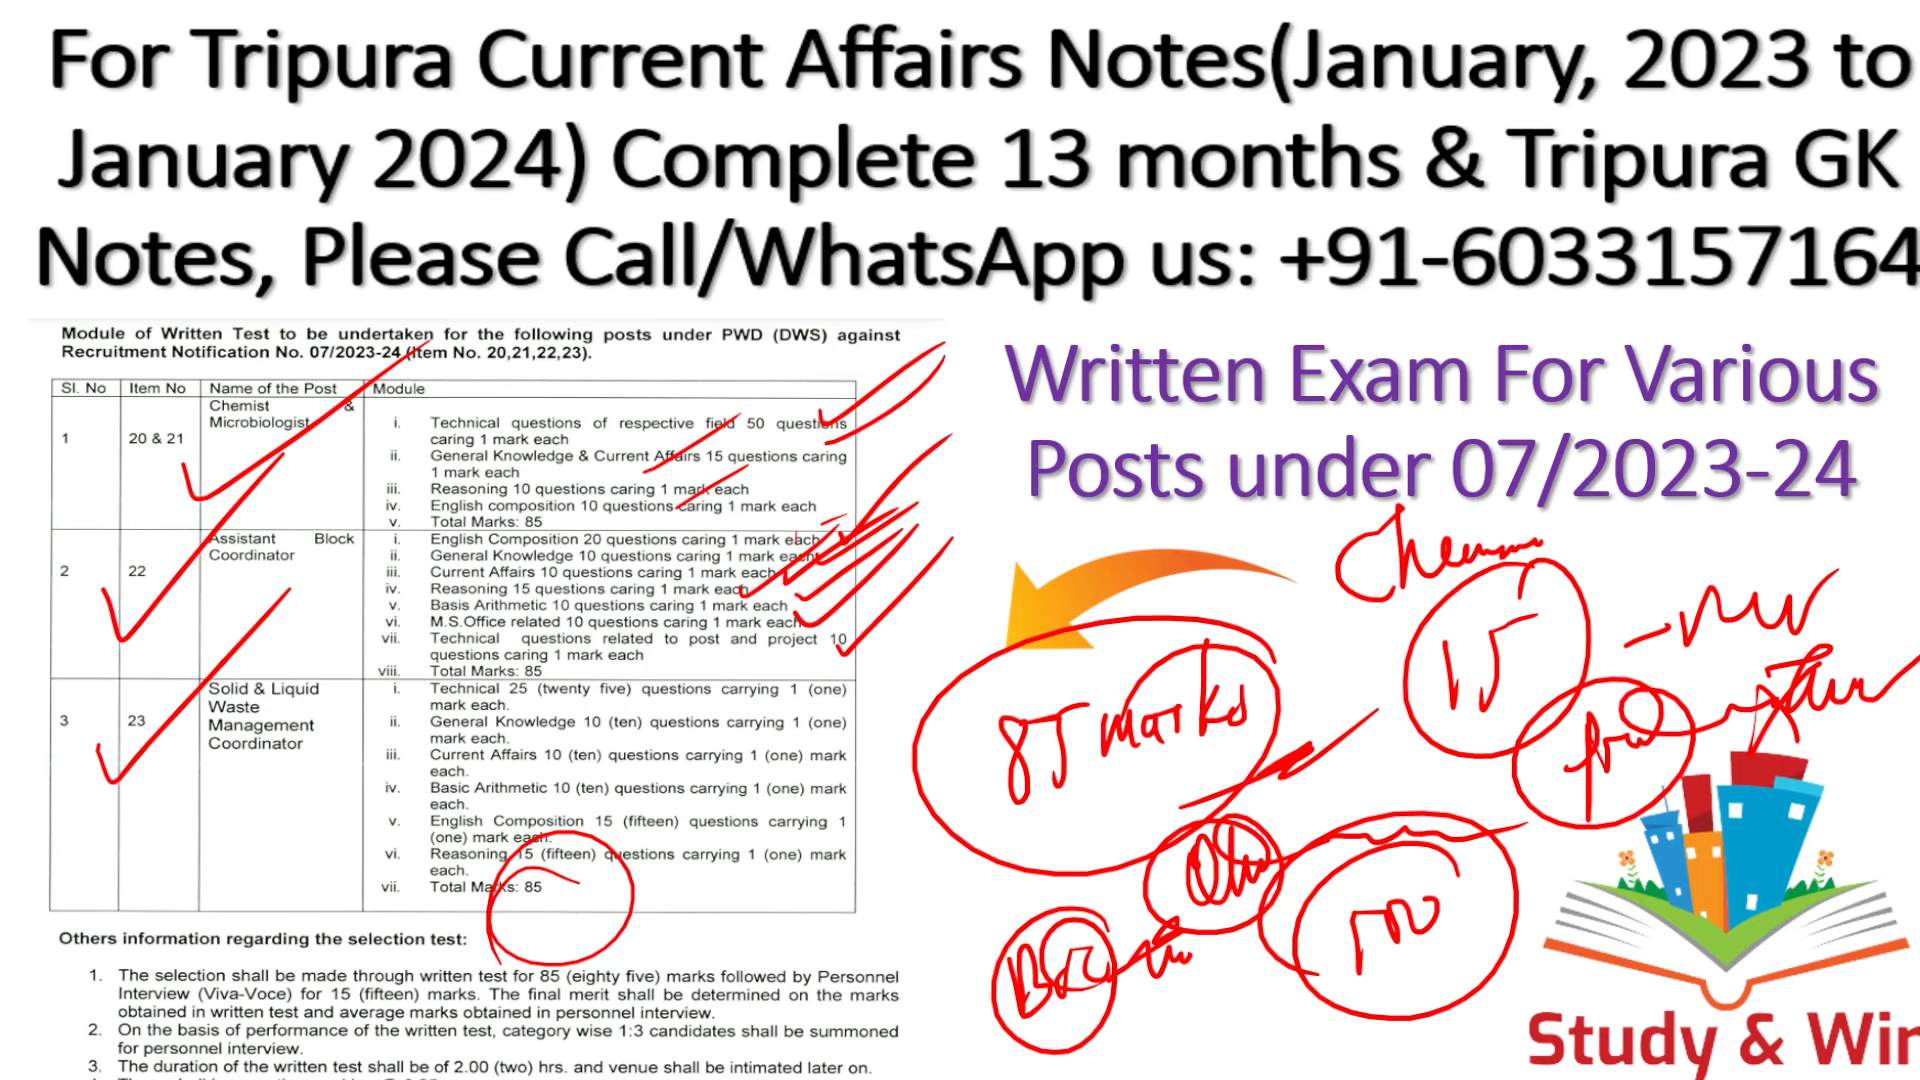 For Tripura Current Affairs Notes(January, 2023 to
January 2024) Complete 13 months & Tripura GK
Notes, Please Call/WhatsApp us: +91-6033157164
Module of Written Test to be undertaken for the following posts under PWD (DWS) against
Recruitment Notification No. 07/2023-24 (Item No. 20,21,22,23).
Sl. No Item No Name of the Post Module
1 20 & 21 Chemist &
Microbiologist
i. Technical questions of respective field 50 questions
caring 1 mark each
ii. General Knowledge & Current Affairs 15 questions caring
1 mark each
iii. Reasoning 10 questions caring 1 mark each
iv. English composition 10 questions caring 1 mark each
v. Total Marks: 85
2 22 Assistant Block
Coordinator
i. English Composition 20 questions caring 1 mark each
ii. General Knowledge 10 questions caring 1 mark each
iii. Current Affairs 10 questions caring 1 mark each
iv. Reasoning 15 questions caring 1 mark each
v. Basis Arithmetic 10 questions caring 1 mark each
vi. M.S.Office related 10 questions caring 1 mark each
vii. Technical questions related to post and project 10
questions caring 1 mark each
viii. Total Marks: 85
3 23 Solid & Liquid
Waste
Management
Coordinator
i. Technical 25 (twenty five) questions carrying 1 (one)
mark each.
ii. General Knowledge 10 (ten) questions carrying 1 (one)
mark each.
iii. Current Affairs 10 (ten) questions carrying 1 (one) mark
each.
iv. Basic Arithmetic 10 (ten) questions carrying 1 (one) mark
each.
v. English Composition 15 (fifteen) questions carrying 1
(one) mark each.
vi. Reasoning 15 (fifteen) questions carrying 1 (one) mark
each.
vii. Total Marks: 85
Others information regarding the selection test:
1. The selection shall be made through written test for 85 (eighty five) marks followed by Personnel
Interview (Viva-Voce) for 15 (fifteen) marks. The final merit shall be determined on the marks
obtained in written test and average marks obtained in personnel interview.
2. On the basis of performance of the written test, category wise 1:3 candidates shall be summoned
for personnel interview.
3. The duration of the written test shall be of 2.00 (two) hrs. and venue shall be intimated later on.
Written Exam For Various
Posts under 07/2023-24
15
85 marks
Study & Win